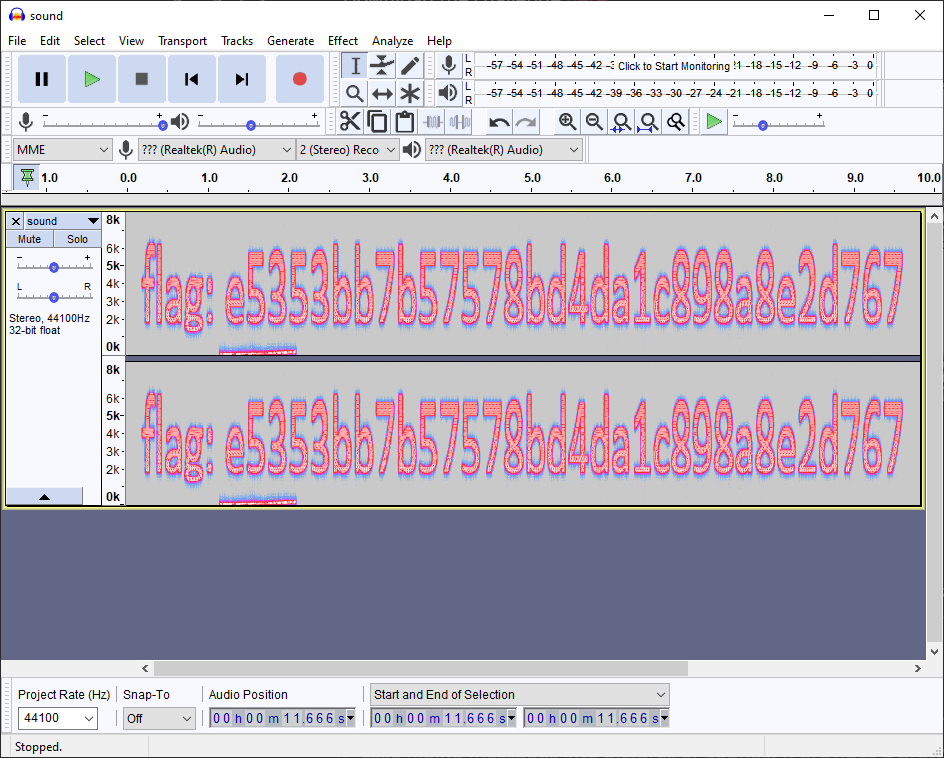 sound
File Edit Select View Transport Tracks Generate Effect Analyze Help
L R -57 -54 -51 -48 -45 -42 -3 Click to Start Monitoring !1 -18 -15 -12 -9 -6 -3 0
L R -57 -54 -51 -48 -45 -42 -39 -36 -33 -30 -27 -24 -21 -18 -15 -12 -9 -6 -3 0
- + - + - +
MME ??? (Realtek(R) Audio) 2 (Stereo) Reco ??? (Realtek(R) Audio)
1.0 0.0 1.0 2.0 3.0 4.0 5.0 6.0 7.0 8.0 9.0 10.0
sound
Mute Solo
- +
L R
Stereo, 44100Hz
32-bit float
8k
6k
5k
4k
3k
2k
0k
flag: e5353bb7b57578bd4da1c898a8e2d767
8k
6k
5k
4k
3k
2k
0k
flag: e5353bb7b57578bd4da1c898a8e2d767
Project Rate (Hz) Snap-To Audio Position Start and End of Selection
44100 Off 00 h 00 m 11.666 s 00 h 00 m 11.666 s 00 h 00 m 11.666 s
Stopped.